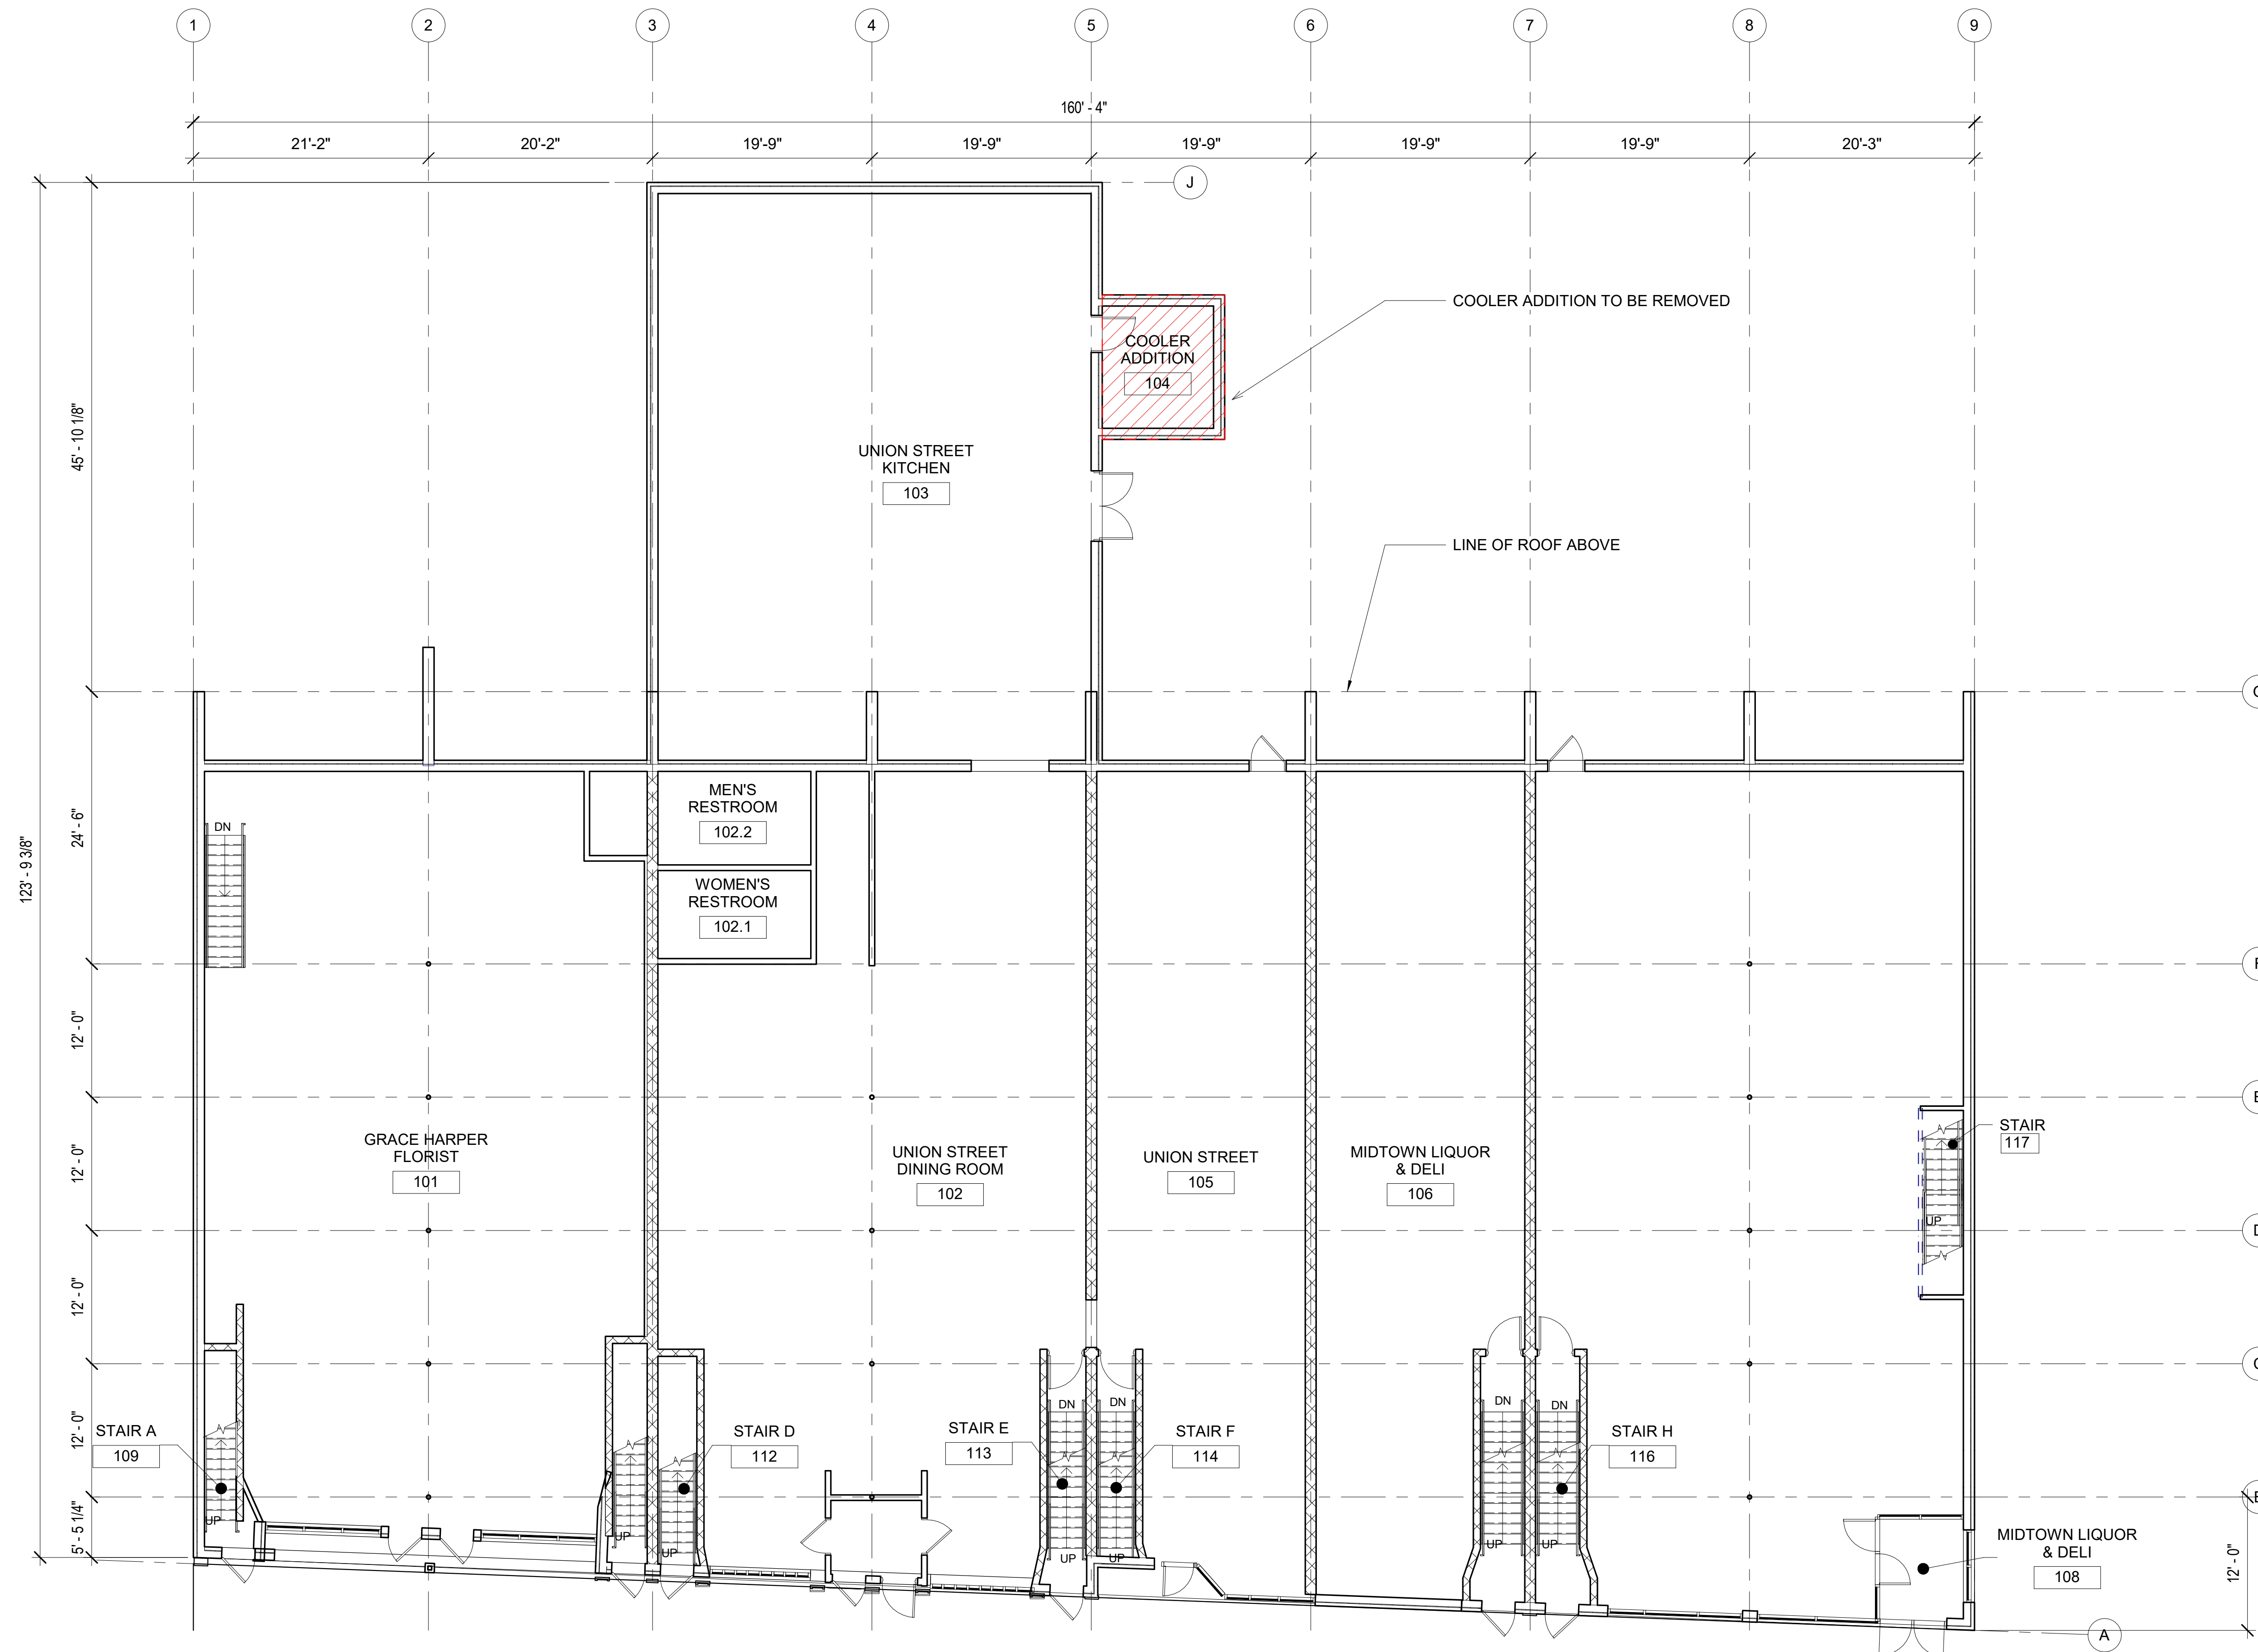 1
2
3
4
5
6
7
8
9
160' - 4"
21'-2"
20'-2"
19'-9"
19'-9"
19'-9"
19'-9"
19'-9"
20'-3"
J
COOLER ADDITION TO BE REMOVED
COOLER
ADDITION
104
45' - 10 1/8"
UNION STREET
KITCHEN
103
LINE OF ROOF ABOVE
MEN'S
RESTROOM
102.2
DN
24' - 6"
123' - 9 3/8"
WOMEN'S
RESTROOM
102.1
12' - 0"
E
GRACE HARPER
FLORIST
101
UNION STREET
DINING ROOM
102
UNION STREET
105
MIDTOWN LIQUOR
& DELI
106
STAIR
117
UP
12' - 0"
D
12' - 0"
C
12' - 0"
STAIR A
109
STAIR D
112
STAIR E
113
DN
DN
STAIR F
114
DN
DN
STAIR H
116
5' - 5 1/4"
UP
UP
UP
UP
UP
UP
UP
MIDTOWN LIQUOR
& DELI
108
12' - 0"
A